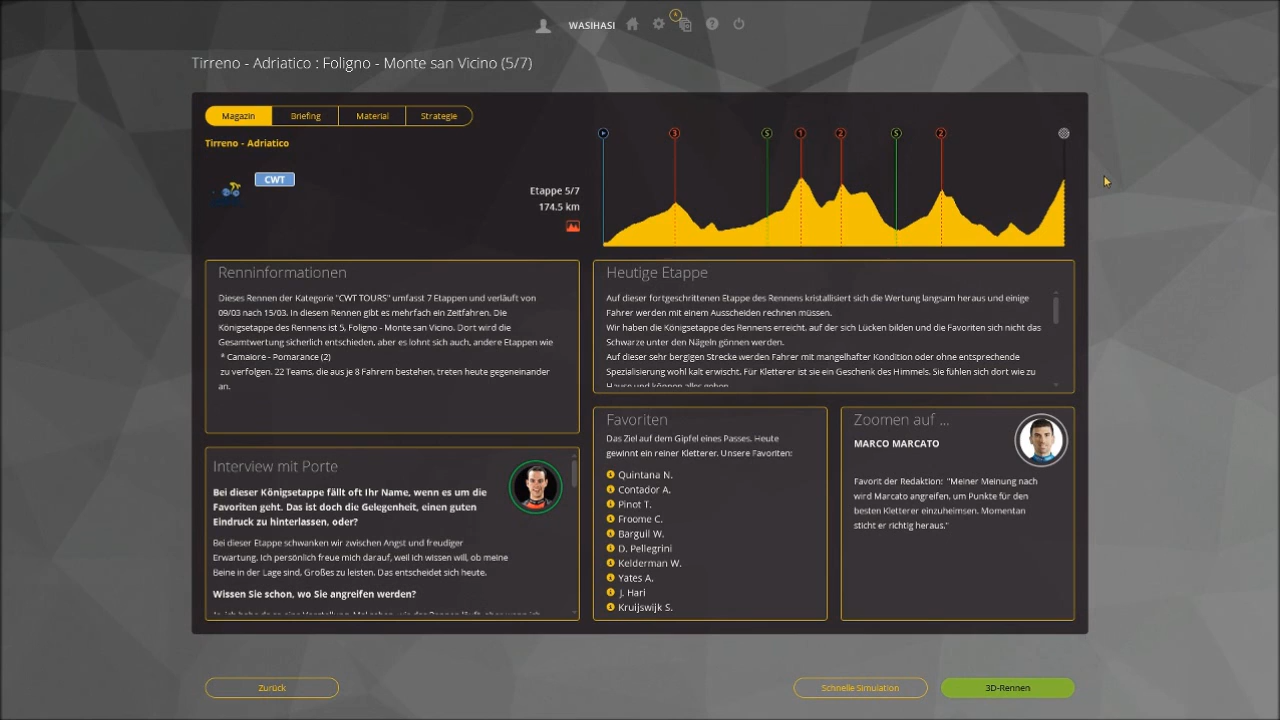 WASIHASI
Tirreno - Adriatico : Foligno - Monte san Vicino (5/7)
Magazin
Briefing
Material
Strategie
Tirreno - Adriatico
CWT
Etappe 5/7
174.5 km
3
S
1
2
S
2
Renninformationen
Dieses Rennen der Kategorie "CWT TOURS" umfasst 7 Etappen und verläuft von
09/03 nach 15/03. In diesem Rennen gibt es mehrfach ein Zeitfahren. Die
Königsetappe des Rennens ist 5, Foligno - Monte san Vicino. Dort wird die
Gesamtwertung sicherlich entschieden, aber es lohnt sich auch, andere Etappen wie
* Camaiore - Pomarance (2)
zu verfolgen. 22 Teams, die aus je 8 Fahrern bestehen, treten heute gegeneinander
an.
Heutige Etappe
Auf dieser fortgeschrittenen Etappe des Rennens kristallisiert sich die Wertung langsam heraus und einige
Fahrer werden mit einem Ausscheiden rechnen müssen.
Wir haben die Königsetappe des Rennens erreicht, auf der sich Lücken bilden und die Favoriten sich nicht das
Schwarze unter den Nägeln gönnen werden.
Auf dieser sehr bergigen Strecke werden Fahrer mit mangelhafter Kondition oder ohne entsprechende
Spezialisierung wohl kalt erwischt. Für Kletterer ist sie ein Geschenk des Himmels. Sie fühlen sich dort wie zu
Hause und können alles geben.
Interview mit Porte
Bei dieser Königsetappe fällt oft Ihr Name, wenn es um die
Favoriten geht. Das ist doch die Gelegenheit, einen guten
Eindruck zu hinterlassen, oder?
Bei dieser Etappe schwanken wir zwischen Angst und freudiger
Erwartung. Ich persönlich freue mich darauf, weil ich wissen will, ob meine
Beine in der Lage sind, Großes zu leisten. Das entscheidet sich heute.
Wissen Sie schon, wo Sie angreifen werden?
Favoriten
Das Ziel auf dem Gipfel eines Passes. Heute
gewinnt ein reiner Kletterer. Unsere Favoriten:
Quintana N.
Contador A.
Pinot T.
Froome C.
Barguil W.
D. Pellegrini
Kelderman W.
Yates A.
J. Hari
Kruijswijk S.
Zoomen auf ...
MARCO MARCATO
Favorit der Redaktion: "Meiner Meinung nach
wird Marcato angreifen, um Punkte für den
besten Kletterer einzuheimsen. Momentan
sticht er richtig heraus."
Zurück
Schnelle Simulation
3D-Rennen